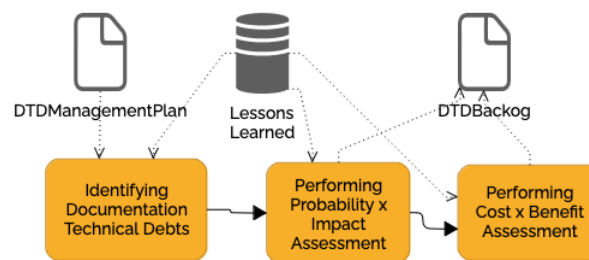 DTDManagementPlan
Lessons
Learned
DTDBackog
Identifying
Documentation
Technical Debts
Performing
Probability x
Impact
Assessment
Performing
Cost x Benefit
Assessment